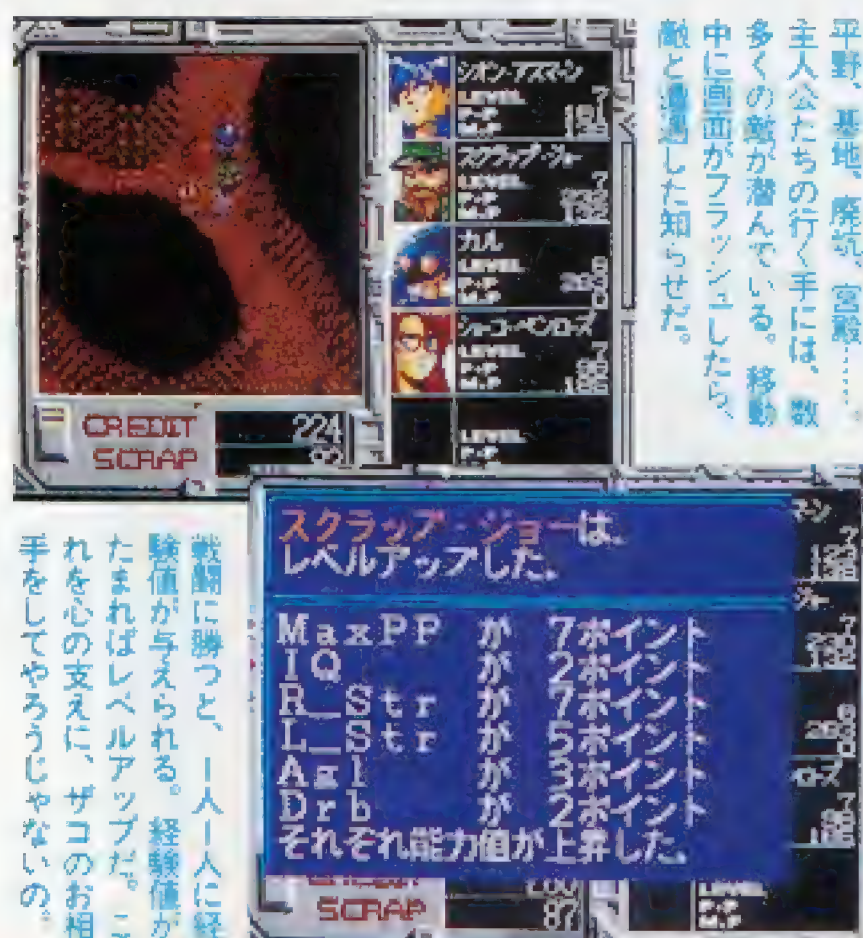 平野、基地、廃坑、宮殿……。
主人公たちの行く手には、数
多くの敵が潜んでいる。移動
中に画面がフラッシュしたら、
敵と遭遇した知らせだ。
シオン・アスマン
LEVEL 7
P.P
M.P
スクラップ・ジョー
LEVEL 7
P.P
M.P
カル
LEVEL
P.P
M.P 0
ショーコ・ペンローズ
LEVEL 7
P.P
M.P
LEVEL
P.P
CREDIT 224
SCRAP
スクラップ・ジョーは、
レベルアップした。
MaxPP が 7ポイント
IQ が 2ポイント
R_Str が 7ポイント
L_Str が 5ポイント
Agl が 3ポイント
Drb が 2ポイント
それぞれ能力値が上昇した。
SCRAP 87
LEVEL
P.P
M.P
戦闘に勝つと、一人一人に経
験値が与えられる。経験値が
たまればレベルアップだ。こ
れを心の支えに、ザコのお相
手をしてやろうじゃないの。